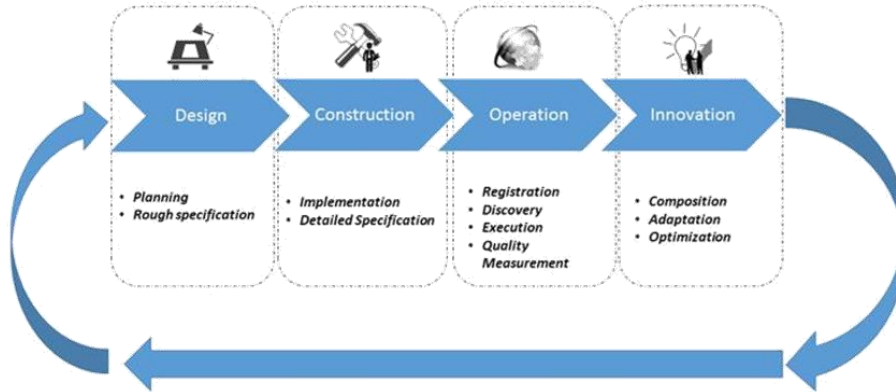 Design
Construction
Operation
Innovation
• Planning
• Rough specification
• Implementation
• Detailed Specification
• Registration
• Discovery
• Execution
• Quality
Measurement
• Composition
• Adaptation
• Optimization